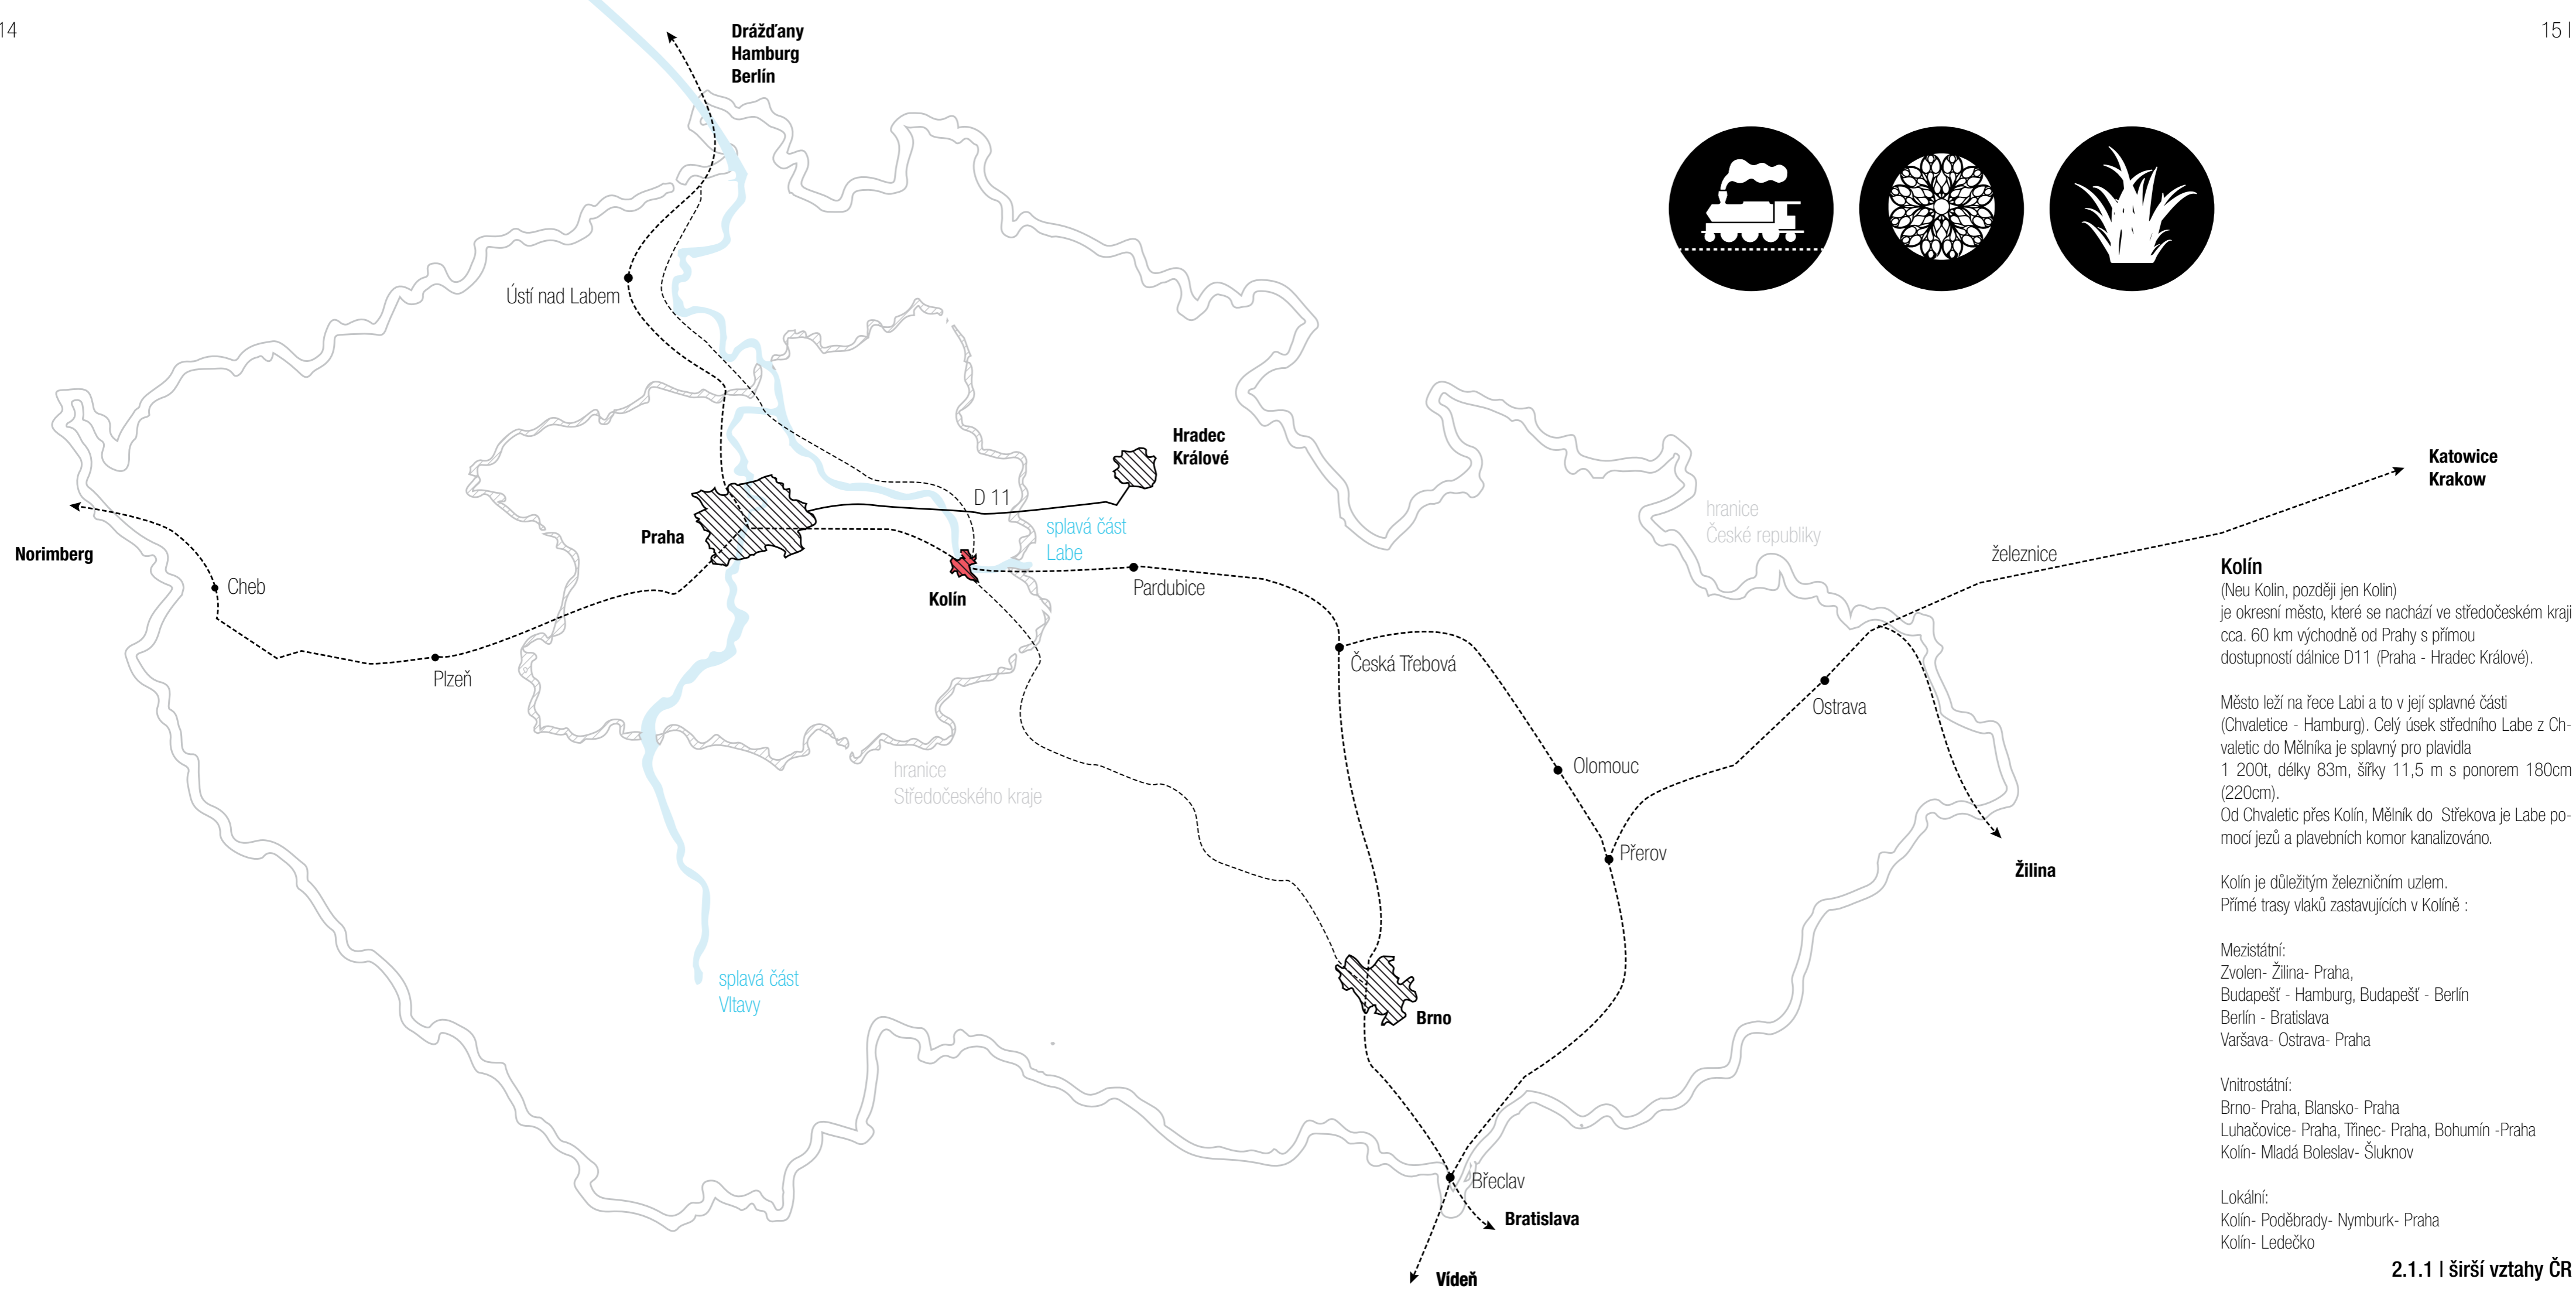 14
15 |
Drážďany
Hamburg
Berlín
Ústí nad Labem
Hradec
Králové
D 11
Praha
splavá část
Labe
Kolín
Pardubice
Norimberg
Cheb
Plzeň
Česká Třebová
hranice
České republiky
Katowice
Krakow
železnice
Ostrava
Olomouc
Přerov
Žilina
hranice
Středočeského kraje
splavá část
Vltavy
Brno
Břeclav
Bratislava
Vídeň
Kolín
(Neu Kolin, později jen Kolin)
je okresní město, které se nachází ve středočeském kraji
cca. 60 km východně od Prahy s přímou
dostupností dálnice D11 (Praha - Hradec Králové).
Město leží na řece Labi a to v její splavné části
(Chvaletice - Hamburg). Celý úsek středního Labe z Ch-
valetic do Mělníka je splavný pro plavidla
1 200t, délky 83m, šířky 11,5 m s ponorem 180cm
(220cm).
Od Chvaletic přes Kolín, Mělník do Střekova je Labe po-
mocí jezů a plavebních komor kanalizováno.
Kolín je důležitým železničním uzlem.
Přímé trasy vlaků zastavujících v Kolíně :
Mezistátní:
Zvolen- Žilina- Praha,
Budapešť - Hamburg, Budapešť - Berlín
Berlín - Bratislava
Varšava- Ostrava- Praha
Vnitrostátní:
Brno- Praha, Blansko- Praha
Luhačovice- Praha, Třinec- Praha, Bohumín -Praha
Kolín- Mladá Boleslav- Šluknov
Lokální:
Kolín- Poděbrady- Nymburk- Praha
Kolín- Ledečko
2.1.1 | širší vztahy ČR